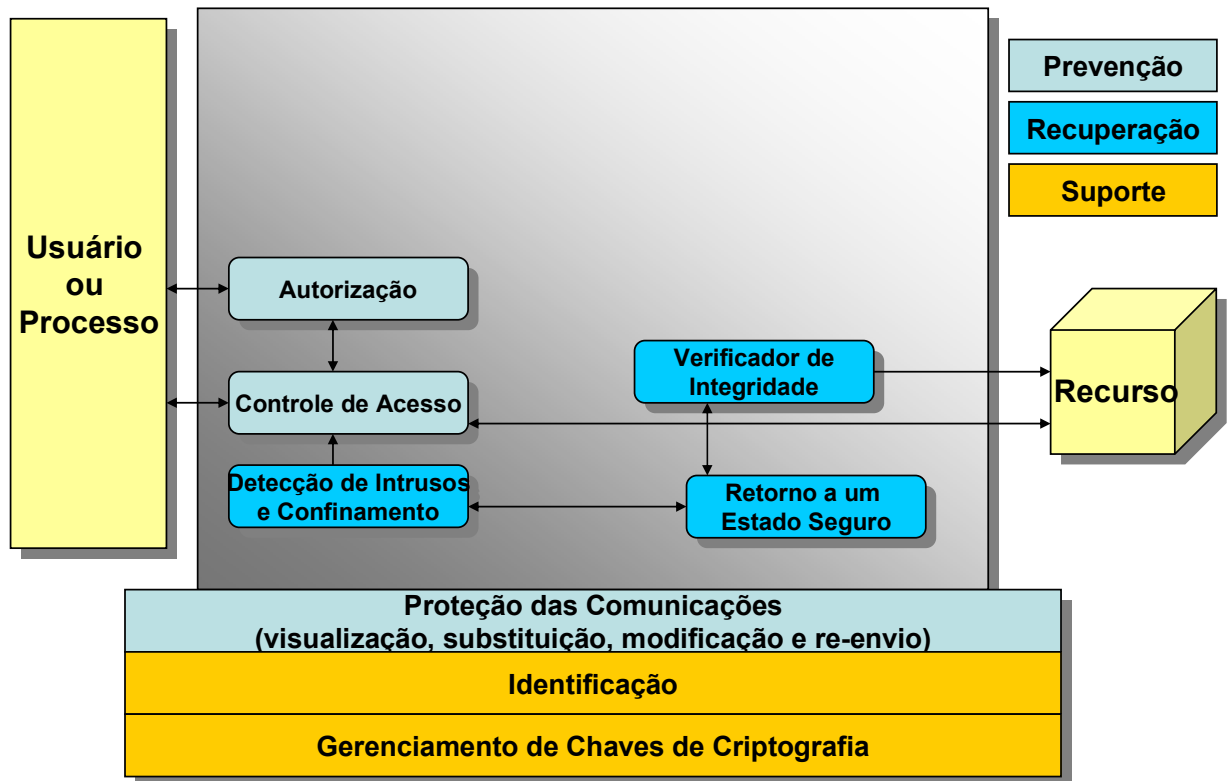 Usuário
ou
Processo
Autorização
Controle de Acesso
Detecção de Intrusos
e Confinamento
Verificador de
Integridade
Retorno a um
Estado Seguro
Prevenção
Recuperação
Suporte
Recurso
Proteção das Comunicações
(visualização, substituição, modificação e re-envio)
Identificação
Gerenciamento de Chaves de Criptografia